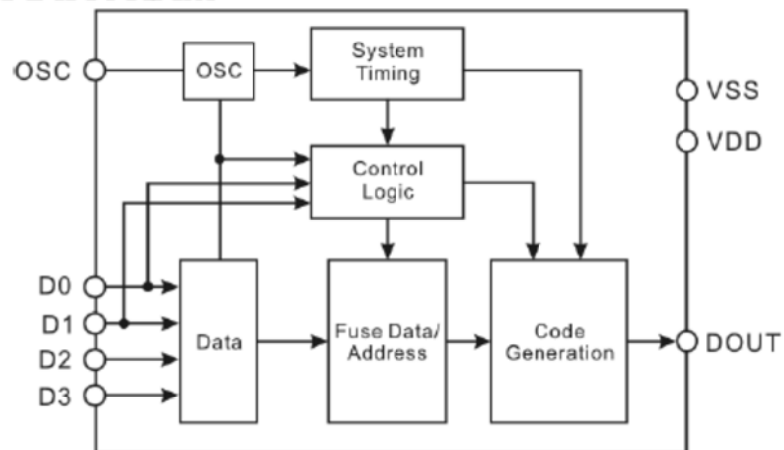 OSC
OSC
System
Timing
VSS
VDD
Control
Logic
D0
D1
D2
D3
Data
Fuse Data/
Address
Code
Generation
DOUT